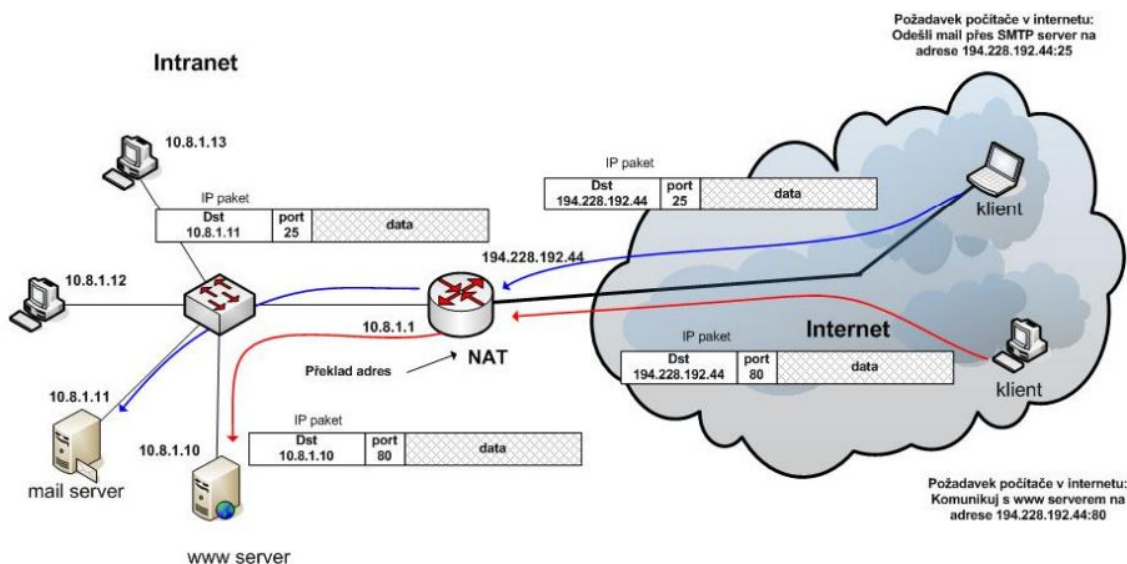 Požadavek počítače v internetu:
Odešli mail přes SMTP server na
adrese 194.228.192.44:25
Intranet
10.8.1.13
IP paket
Dst
194.228.192.44
port
25
data
klient
IP paket
Dst
10.8.1.11
port
25
data
194.228.192.44
10.8.1.12
10.8.1.1
NAT
Překlad adres
Internet
IP paket
Dst
194.228.192.44
port
80
data
klient
10.8.1.11
mail server
10.8.1.10
www server
IP paket
Dst
10.8.1.10
port
80
data
Požadavek počítače v internetu:
Komunikuj s www serverem na
adrese 194.228.192.44:80